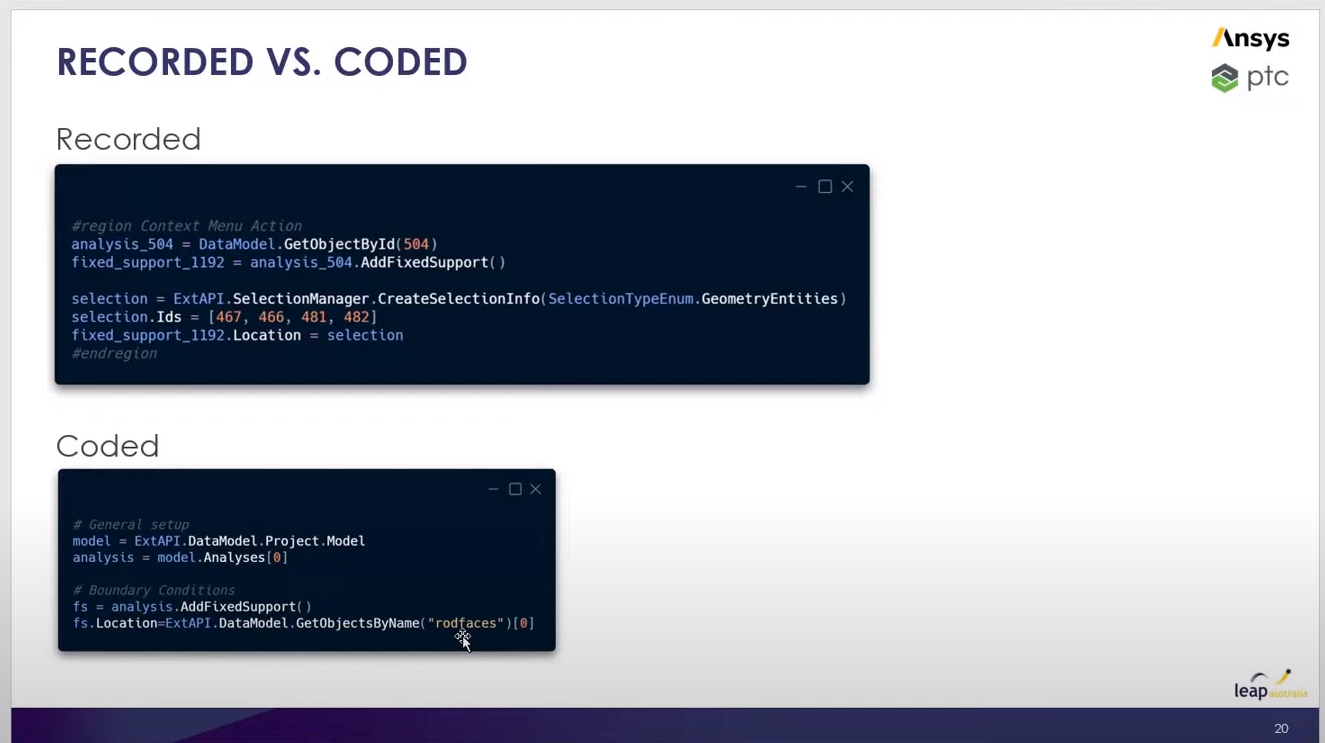 RECORDED VS. CODED
Ansys
ptc
Recorded
#region Context Menu Action
analysis_504 = DataModel.GetObjectById(504)
fixed_support_1192 = analysis_504.AddFixedSupport()
selection = ExtAPI.SelectionManager.CreateSelectionInfo(SelectionTypeEnum.GeometryEntities)
selection.Ids = [467, 466, 481, 482]
fixed_support_1192.Location = selection
#endregion
Coded
# General setup
model = ExtAPI.DataModel.Project.Model
analysis = model.Analyses[0]
# Boundary Conditions
fs = analysis.AddFixedSupport()
fs.Location=ExtAPI.DataModel.GetObjectsByName("rodfaces")[0]
leap australia
20